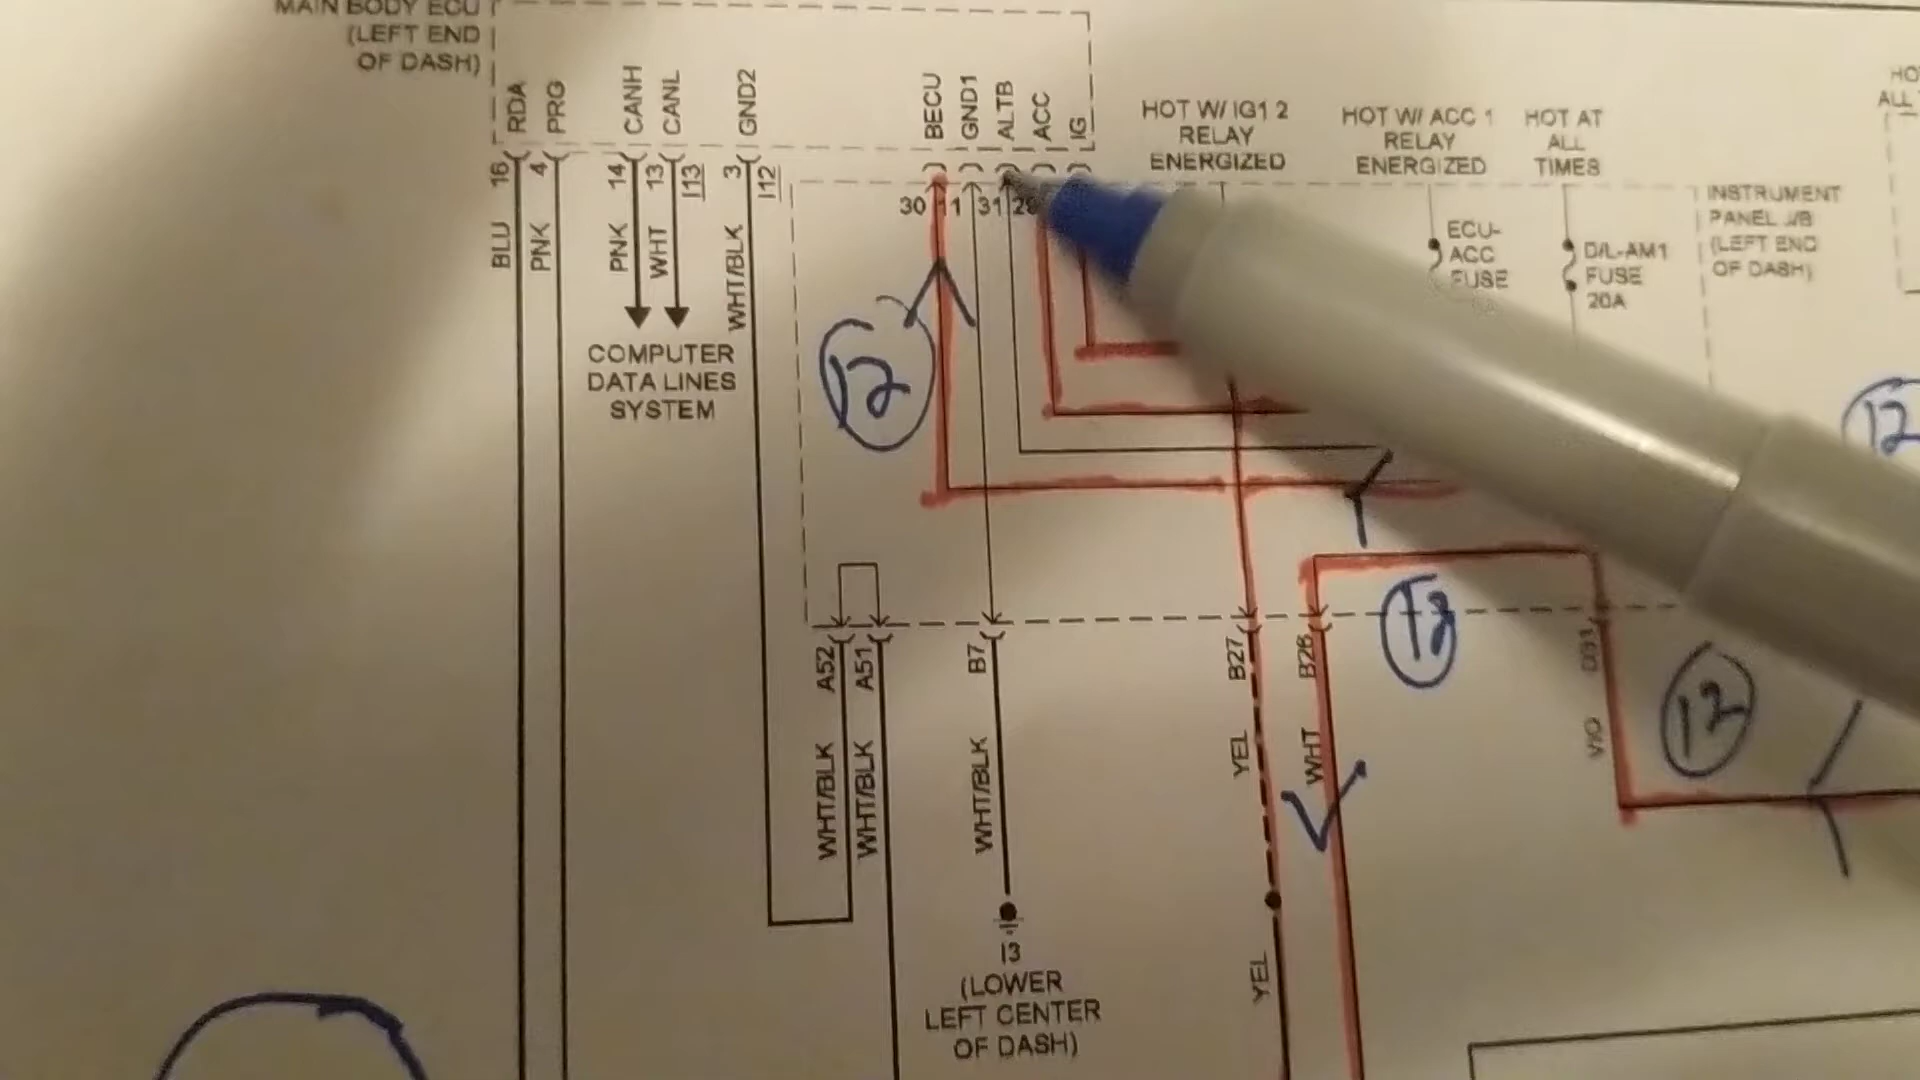 MAIN BODY ECU
(LEFT END
OF DASH)
RDA
PRG
CANH
CANL
GND2
BECU
GND1
ALTB
ACC
IG
16
4
14
13
I13
3
I12
30
11
31
BLU
PNK
PNK
WHT
WHT/BLK
COMPUTER
DATA LINES
SYSTEM
HOT W/ IG1 2
RELAY
ENERGIZED
HOT W/ ACC 1
RELAY
ENERGIZED
HOT AT
ALL
TIMES
ECU-
ACC
FUSE
D/L-AM1
FUSE
20A
INSTRUMENT
PANEL J/B
(LEFT END
OF DASH)
12
12
12
12
A52
A51
B7
B27
B26
D31
WHT/BLK
WHT/BLK
WHT/BLK
YEL
WHT
VIO
YEL
I3
(LOWER
LEFT CENTER
OF DASH)